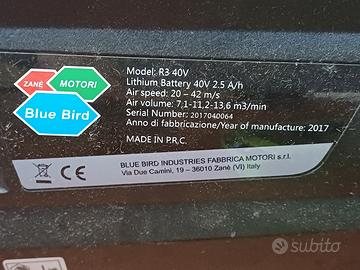 ZANÈ
MOTORI
Blue Bird
Model: R3 40V
Lithium Battery 40V 2.5 A/h
Air speed: 20 – 42 m/s
Air volume: 7,1-11,2-13,6 m3/min
Serial Number: 2017040064
Anno di fabbricazione/Year of manufacture: 2017
MADE IN P.R.C.
CE
BLUE BIRD INDUSTRIES FABBRICA MOTORI s.r.l.
Via Due Camini, 19 – 36010 Zanè (VI) Italy
subito